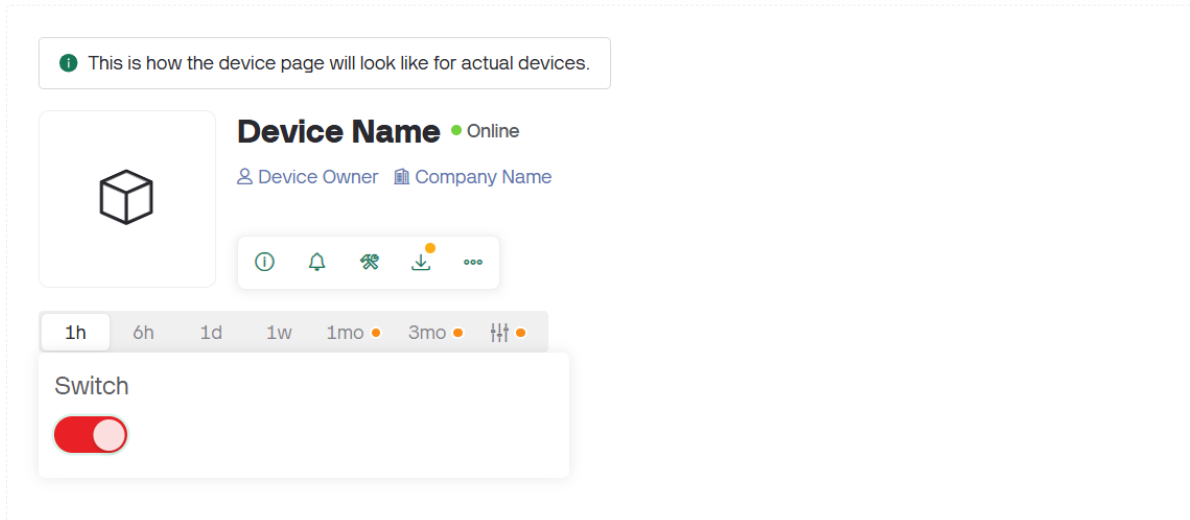 This is how the device page will look like for actual devices.
Device Name Online
Device Owner Company Name
1h 6h 1d 1w 1mo 3mo
Switch